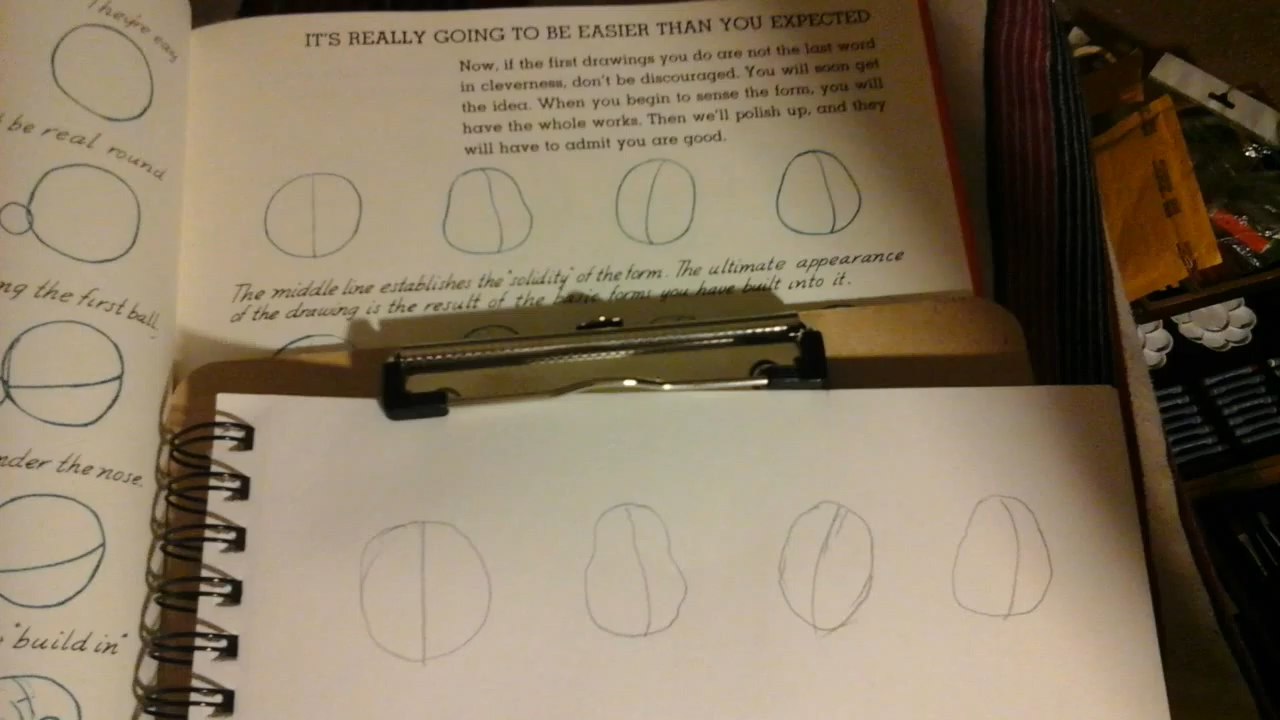 They're easy
be real round
ng the first ball,
nder the nose.
"build in"
IT'S REALLY GOING TO BE EASIER THAN YOU EXPECTED
Now, if the first drawings you do are not the last word
in cleverness, don't be discouraged. You will soon get
the idea. When you begin to sense the form, you will
have the whole works. Then we'll polish up, and they
will have to admit you are good.
The middle line establishes the "solidity" of the form. The ultimate appearance
of the drawing is the result of the basic forms you have built into it.